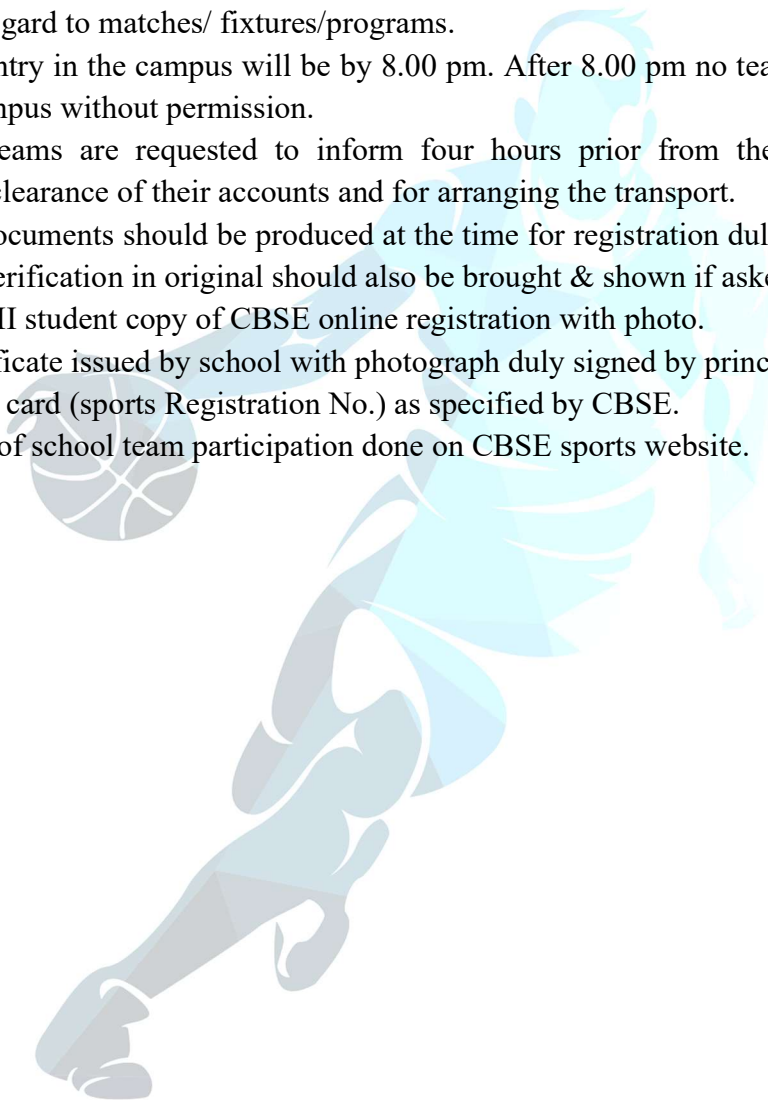 gard to matches/ fixtures/programs.
ntry in the campus will be by 8.00 pm. After 8.00 pm no tea
npus without permission.
eams are requested to inform four hours prior from the
clearance of their accounts and for arranging the transport.
ocuments should be produced at the time for registration dul
erification in original should also be brought & shown if aske
II student copy of CBSE online registration with photo.
ficate issued by school with photograph duly signed by princ
card (sports Registration No.) as specified by CBSE.
of school team participation done on CBSE sports website.